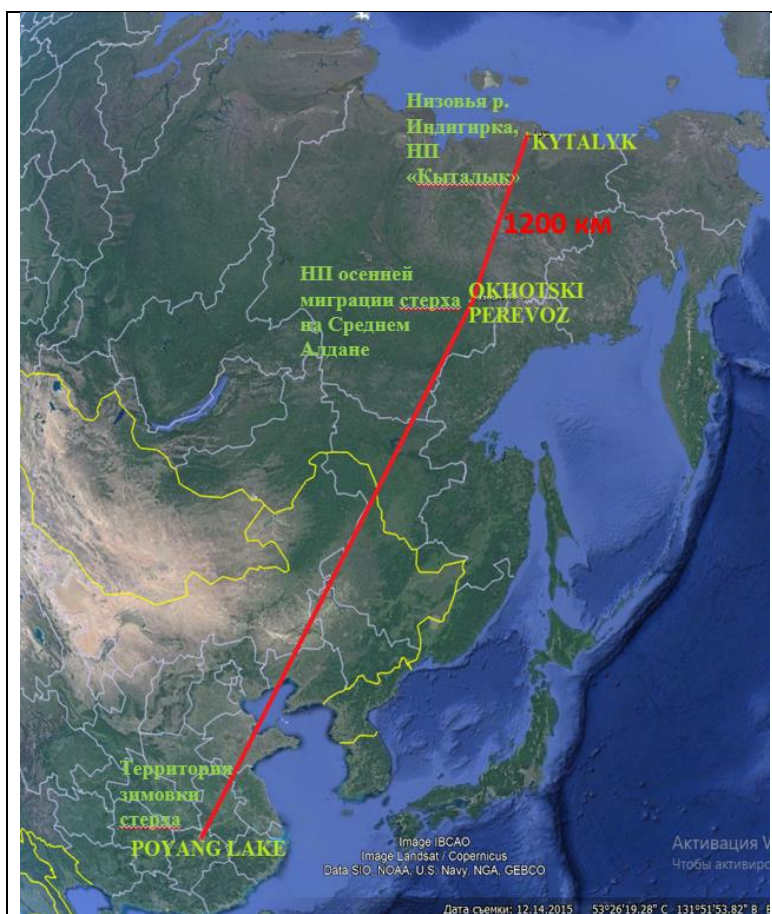 Низовья р.
Индигирка,
НП
«Кыталык»
KYTALYK
1200 км
НП осенней
миграции стерха
на Среднем
Алдане
OKHOTSKI
PEREVOZ
Территория
зимовки
стерха
POYANG LAKE
Image IBCAO
Image Landsat / Copernicus
Data SIO, NOAA, U.S. Navy, NGA, GEBCO
Активация
Чтобы активиро
Дата съемки: 12.14.2015 53°26'19.28" С 131°51'53.82" В